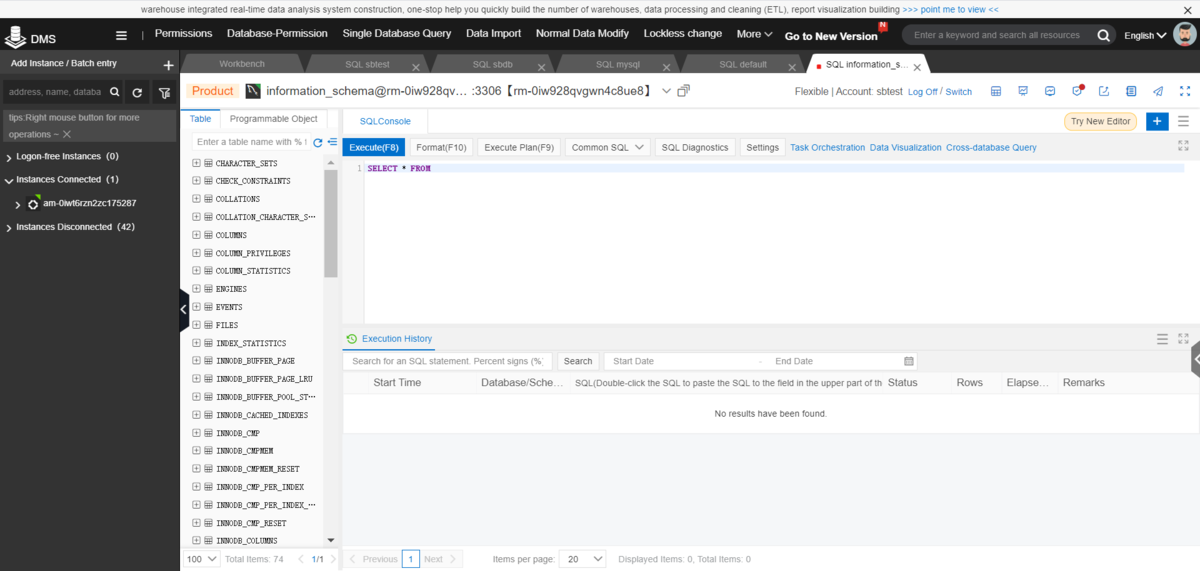 warehouse integrated real-time data analysis system construction, one-stop help you quickly build the number of warehouses, data processing and cleaning (ETL), report visualization building >>> point me to view <<
DMS
Permissions Database-Permission Single Database Query Data Import Normal Data Modify Lockless change More Go to New Version N
Enter a keyword and search all resources
English
Add Instance / Batch entry +
Workbench
SQL sbtest
SQL sbdb
SQL mysql
SQL default
SQL information_s...
address, name, databa
Product information_schema@rm-0iw928qv... :3306【rm-0iw928qvgwn4c8ue8】
Flexible | Account: sbtest Log Off / Switch
tips:Right mouse button for more
operations ~
Logon-free Instances (0)
Instances Connected (1)
am-0iwt6rzn2zc175287
Instances Disconnected (42)
Table Programmable Object
Enter a table name with % !
CHARACTER_SETS
CHECK_CONSTRAINTS
COLLATIONS
COLLATION_CHARACTER_S···
COLUMNS
COLUMN_PRIVILEGES
COLUMN_STATISTICS
ENGINES
EVENTS
FILES
INDEX_STATISTICS
INNODB_BUFFER_PAGE
INNODB_BUFFER_PAGE_LRU
INNODB_BUFFER_POOL_ST···
INNODB_CACHED_INDEXES
INNODB_CMP
INNODB_CMPMEM
INNODB_CMPMEM_RESET
INNODB_CMP_PER_INDEX
INNODB_CMP_PER_INDEX_···
INNODB_CMP_RESET
INNODB_COLUMNS
100 Total Items: 74 < 1/1 >
SQLConsole
Try New Editor +
Execute(F8) Format(F10) Execute Plan(F9) Common SQL SQL Diagnostics Settings Task Orchestration Data Visualization Cross-database Query
1 SELECT * FROM
Execution History
Search for an SQL statement. Percent signs (%)
Search
Start Date - End Date
Start Time Database/Sche... SQL(Double-click the SQL to paste the SQL to the field in the upper part of th Status Rows Elapse... Remarks
No results have been found.
< Previous 1 Next > Items per page: 20 Displayed Items: 0, Total Items: 0